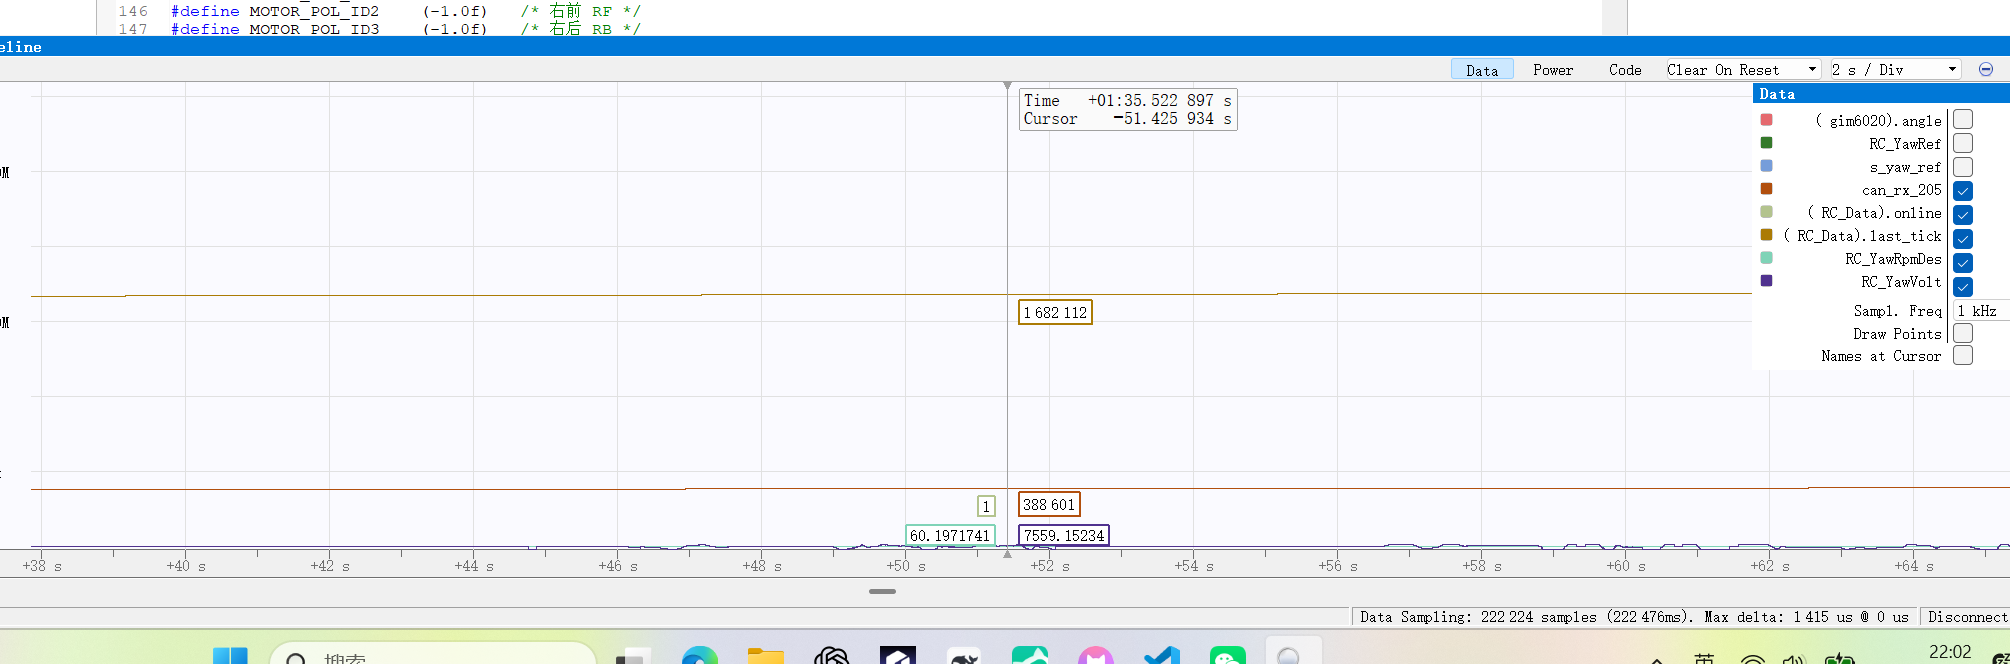 146 #define MOTOR_POL_ID2 (-1.0f) /* 右前 RF */
147 #define MOTOR_POL_ID3 (-1.0f) /* 右后 RB */
eline
Data Power Code Clear On Reset 2 s / Div
Data
Time +01:35.522 897 s
Cursor -51.425 934 s
( gim6020).angle
RC_YawRef
s_yaw_ref
can_rx_205
( RC_Data).online
( RC_Data).last_tick
RC_YawRpmDes
RC_YawVolt
Sampl. Freq 1 kHz
Draw Points
Names at Cursor
M
M
1 682 112
1
388 601
60.1971741
7559.15234
+38 s +40 s +42 s +44 s +46 s +48 s +50 s +52 s +54 s +56 s +58 s +60 s +62 s +64 s
Data Sampling: 222 224 samples (222 476ms). Max delta: 1 415 us @ 0 us Disconnect
搜索
英
22:02